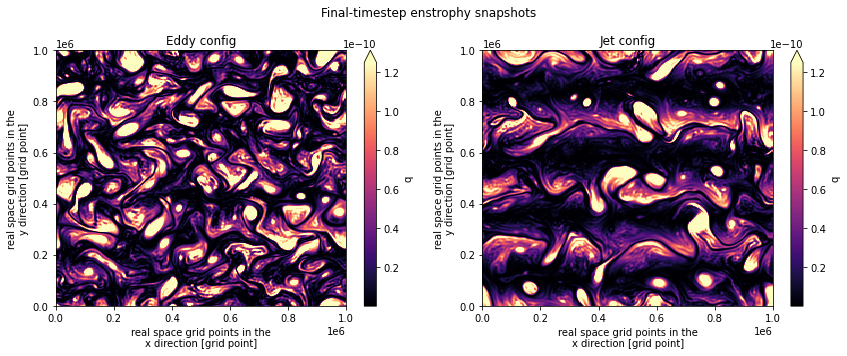 Final-timestep enstrophy snapshots
Eddy config
1e6
1e−10
1.0
0.8
0.6
0.4
0.2
0.0
real space grid points in the
y direction [grid point]
0.0 0.2 0.4 0.6 0.8 1.0
1e6
real space grid points in the
x direction [grid point]
1.2
1.0
0.8
0.6
0.4
0.2
q
Jet config
1e6
1e−10
1.0
0.8
0.6
0.4
0.2
0.0
real space grid points in the
y direction [grid point]
0.0 0.2 0.4 0.6 0.8 1.0
1e6
real space grid points in the
x direction [grid point]
1.2
1.0
0.8
0.6
0.4
0.2
q